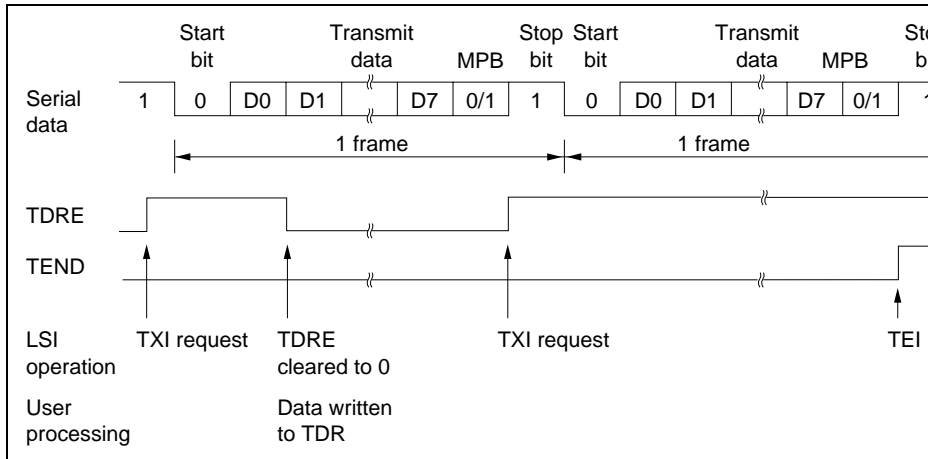 Start Transmit Stop Start Transmit Sto
bit data MPB bit bit data MPB b
Serial data 1 0 D0 D1 D7 0/1 1 0 D0 D1 D7 0/1 1
1 frame 1 frame
TDRE
TEND
LSI TXI request TDRE TXI request TEI
operation cleared to 0
User Data written
processing to TDR